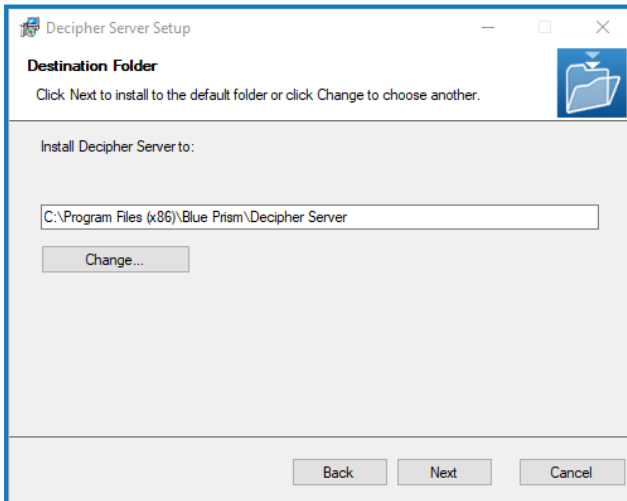 Decipher Server Setup
Destination Folder
Click Next to install to the default folder or click Change to choose another.
Install Decipher Server to:
C:\Program Files (x86)\Blue Prism\Decipher Server
Change...
Back Next Cancel